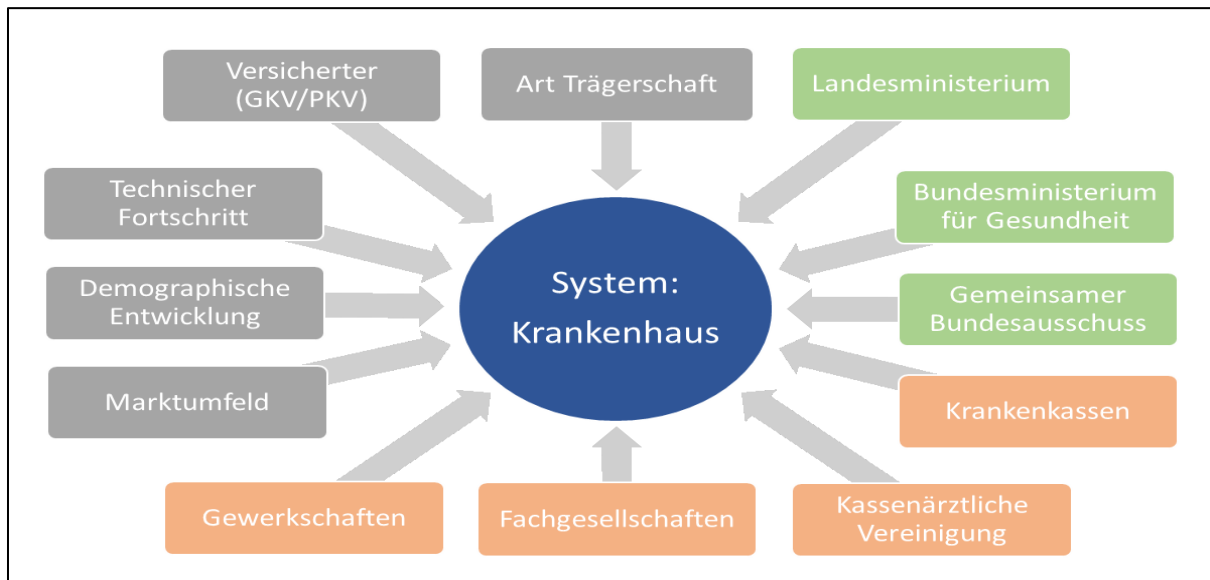 Versicherter
(GKV/PKV)
Art Trägerschaft
Landesministerium
Technischer
Fortschritt
Bundesministerium
für Gesundheit
Demographische
Entwicklung
System:
Krankenhaus
Gemeinsamer
Bundesausschuss
Marktumfeld
Krankenkassen
Gewerkschaften
Fachgesellschaften
Kassenärztliche
Vereinigung